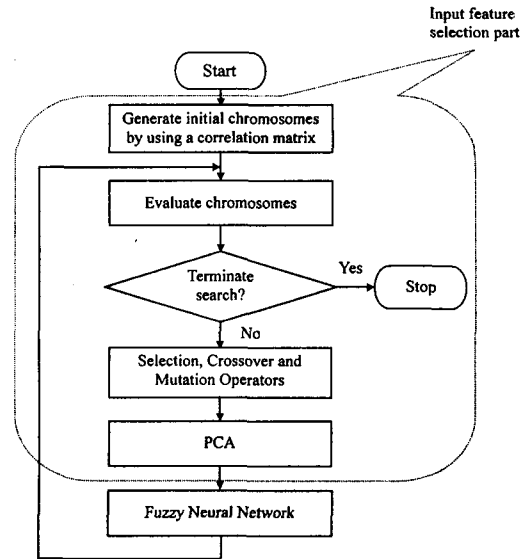 Input feature
selection part
Start
Generate initial chromosomes
by using a correlation matrix
Evaluate chromosomes
Terminate
search?
Yes
Stop
No
Selection, Crossover and
Mutation Operators
PCA
Fuzzy Neural Network